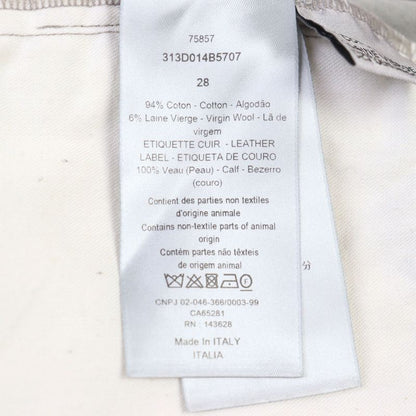 75857
313D014B5707
28
94% Coton - Cotton - Algodão
6% Laine Vierge - Virgin Wool - Lã de
virgem
ETIQUETTE CUIR - LEATHER
LABEL - ETIQUETA DE COURO
100% Veau (Peau) - Calf - Bezerro
(couro)
Contient des parties non textiles
d'origine animale
Contains non-textile parts of animal
origin
Contém partes não têxteis
de origem animal
CNPJ 02-046-366/0003-99
CA65281
RN : 143628
Made In ITALY
ITALIA
分